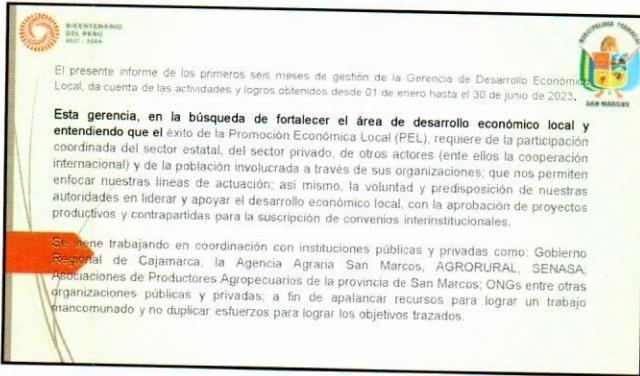 BICENTENARIO
DEL PERÚ
2021 - 2024
MUNICIPALIDAD PROVINCIAL
SAN MARCOS
El presente informe de los primeros seis meses de gestión de la Gerencia de Desarrollo Económico
Local, da cuenta de las actividades y logros obtenidos desde 01 de enero hasta el 30 de junio de 2023.
Esta gerencia, en la búsqueda de fortalecer el área de desarrollo económico local y
entendiendo que el éxito de la Promoción Económica Local (PEL), requiere de la participación
coordinada del sector estatal, del sector privado, de otros actores (ente ellos la cooperación
internacional) y de la población involucrada a través de sus organizaciones; que nos permiten
enfocar nuestras líneas de actuación; así mismo, la voluntad y predisposición de nuestras
autoridades en liderar y apoyar el desarrollo económico local, con la aprobación de proyectos
productivos y contrapartidas para la suscripción de convenios interinstitucionales.
Se viene trabajando en coordinación con instituciones públicas y privadas como: Gobierno
Regional de Cajamarca, la Agencia Agraria San Marcos, AGRORURAL, SENASA,
Asociaciones de Productores Agropecuarios de la provincia de San Marcos; ONGs entre otras
organizaciones públicas y privadas; a fin de apalancar recursos para lograr un trabajo
mancomunado y no duplicar esfuerzos para lograr los objetivos trazados.